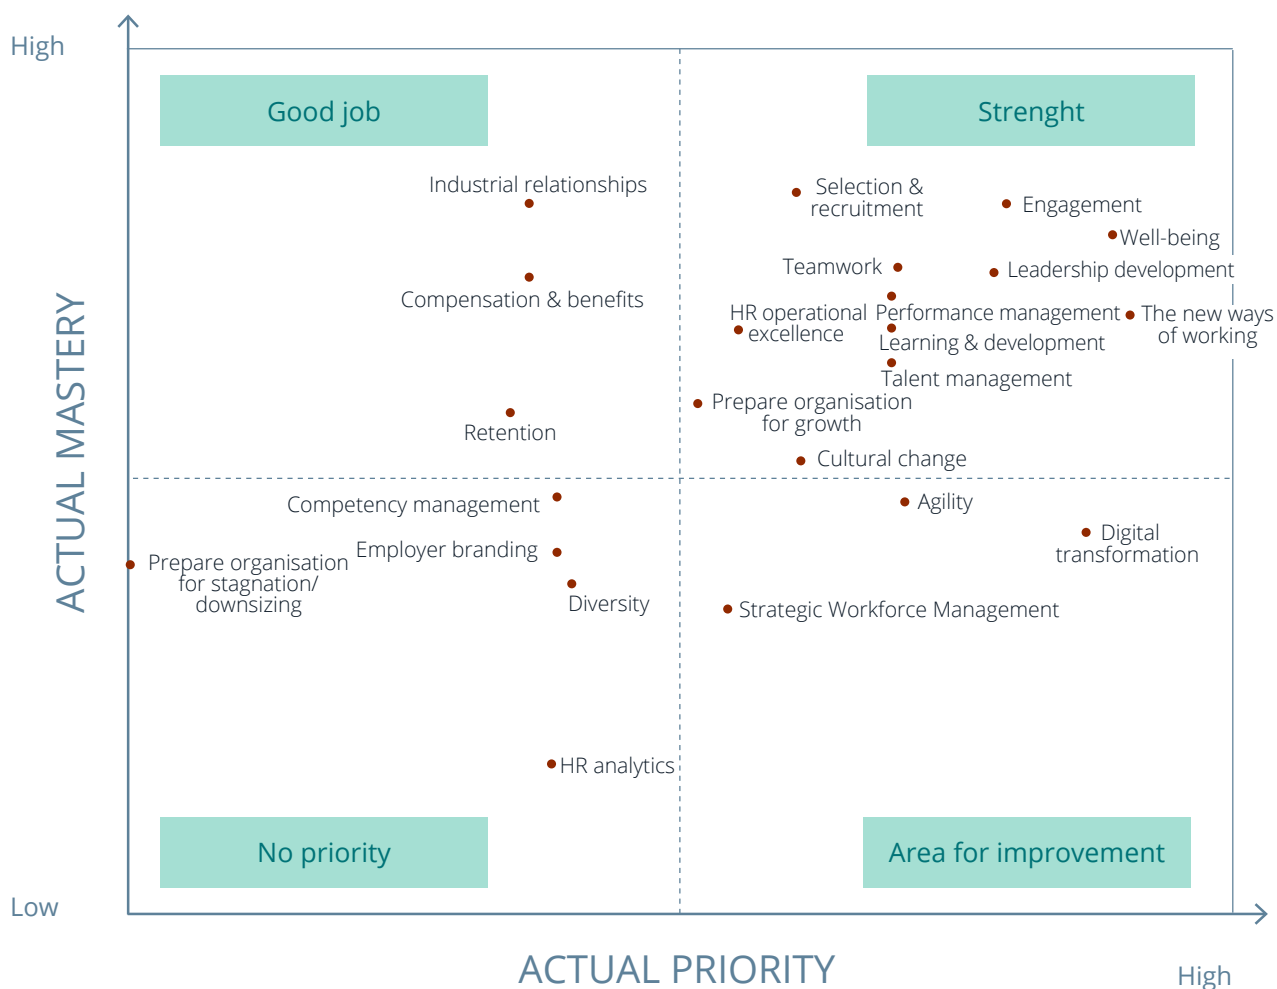 High
Good job
Strenght
Industrial relationships
Selection &
recruitment
Engagement
Well-being
Teamwork
Leadership development
Compensation & benefits
HR operational
excellence
Performance management
The new ways
of working
Learning & development
Talent management
Prepare organisation
for growth
Retention
Cultural change
ACTUAL MASTERY
Competency management
Agility
Employer branding
Digital
transformation
Prepare organisation
for stagnation/
downsizing
Diversity
Strategic Workforce Management
HR analytics
No priority
Area for improvement
Low
ACTUAL PRIORITY
High